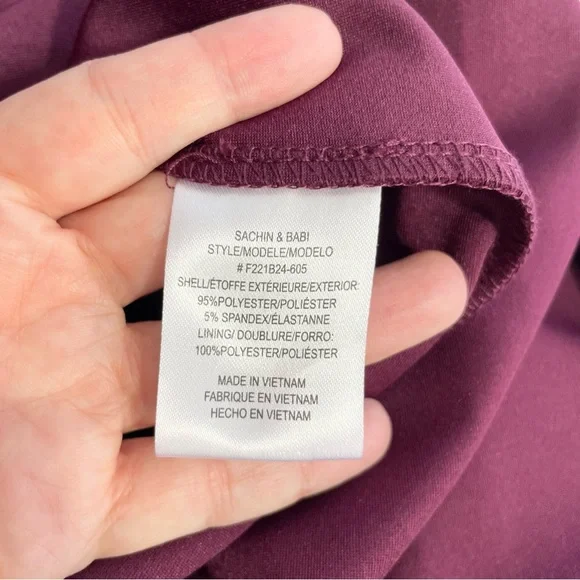 SACHIN & BABI
STYLE/MODELE/MODELO
# F221B24-605
SHELL/ÉTOFFE EXTÉRIEURE/EXTERIOR:
95%POLYESTER/POLIÉSTER
5% SPANDEX/ÉLASTANNE
LINING/ DOUBLURE/FORRO:
100%POLYESTER/POLIÉSTER
MADE IN VIETNAM
FABRIQUE EN VIETNAM
HECHO EN VIETNAM